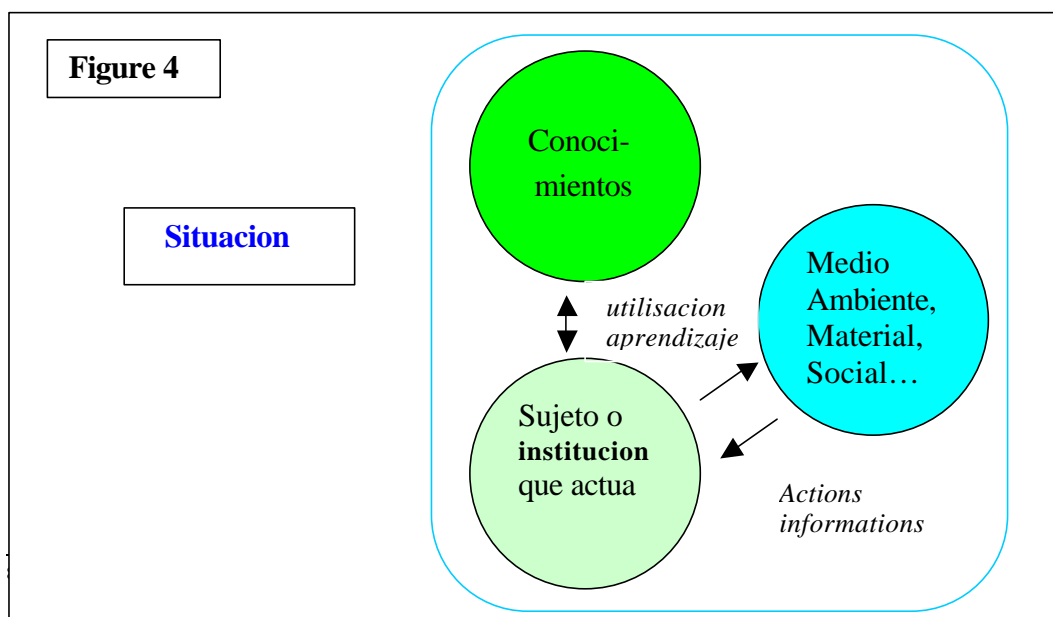 Figure 4
Situacion
Conoci-
mientos
utilisacion
aprendizaje
Medio
Ambiente,
Material,
Social…
Sujeto o
institucion
que actua
Actions
informations